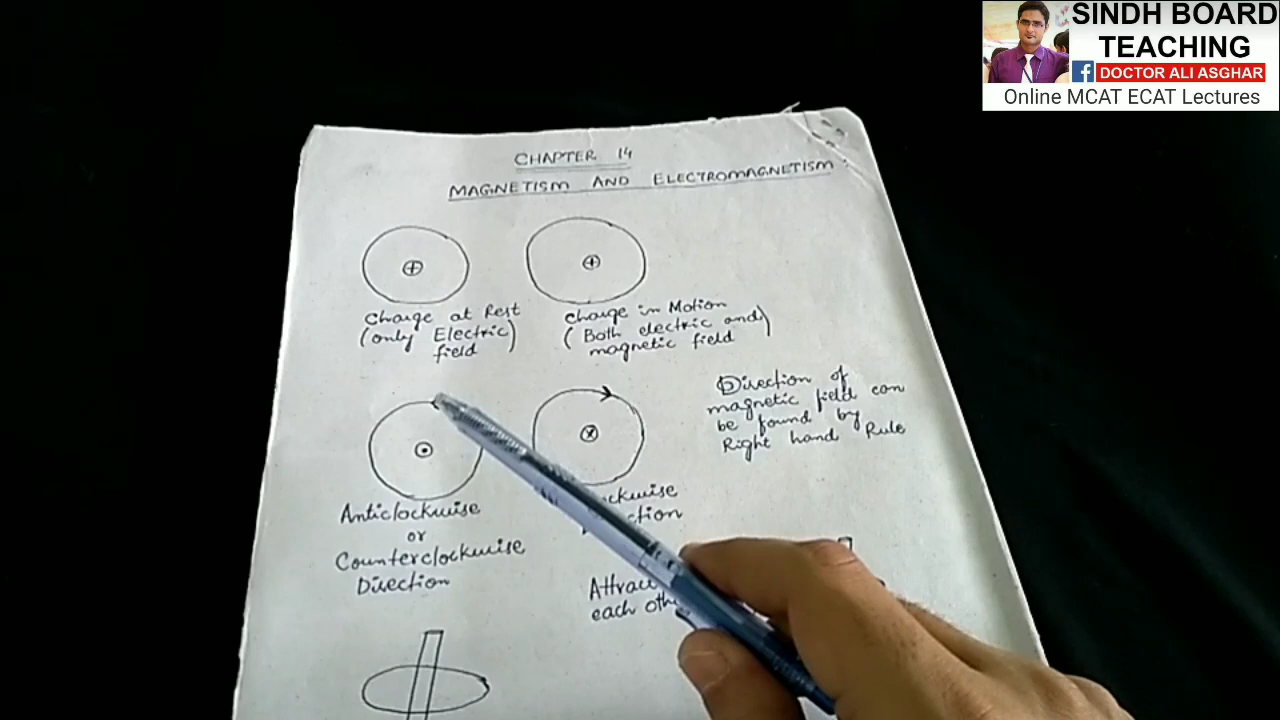 SINDH BOARD
TEACHING
DOCTOR ALI ASGHAR
Online MCAT ECAT Lectures
CHAPTER 14
MAGNETISM AND ELECTROMAGNETISM :
Charge at Rest
(only Electric)
field
Charge in Motion
(Both electric and)
magnetic field
Direction of
magnetic field can
be found by
Right hand Rule
Anticlockwise
or
Counterclockwise
Direction
each